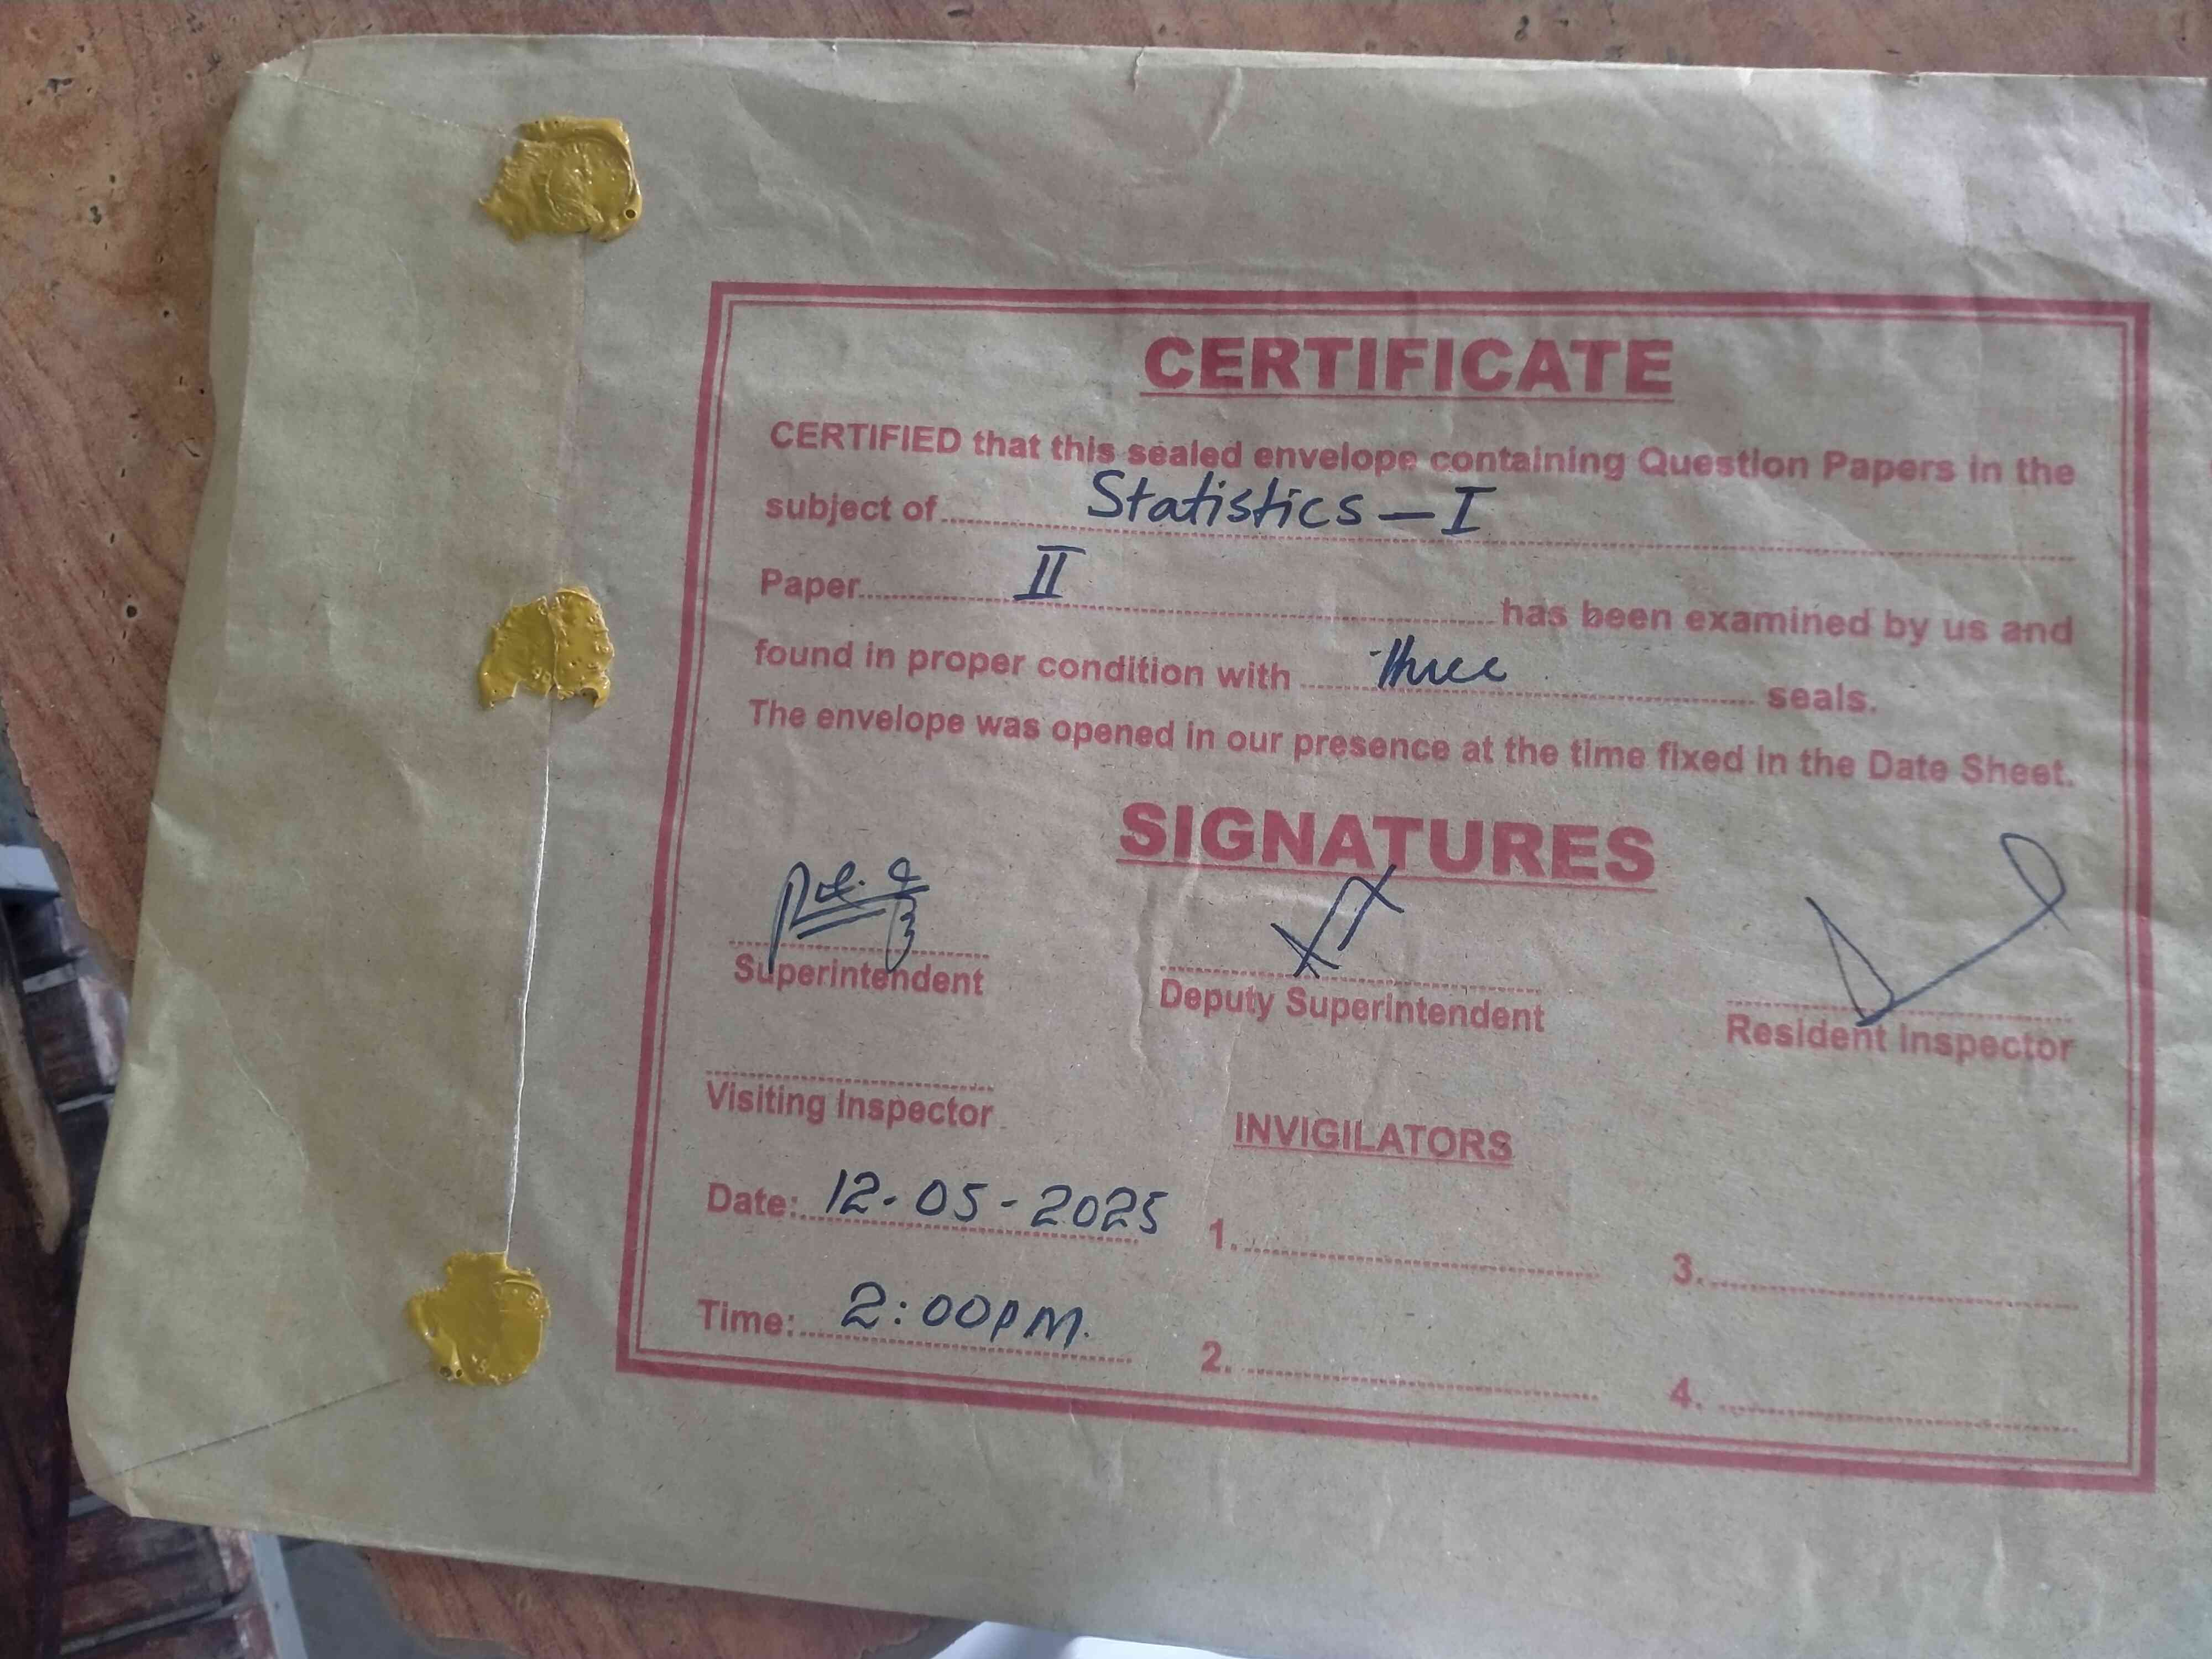 CERTIFICATE
CERTIFIED that this sealed envelope containing Question Papers in the
subject of Statistics - I
Paper II has been examined by us and
found in proper condition with three seals.
The envelope was opened in our presence at the time fixed in the Date Sheet.
SIGNATURES
Superintendent Deputy Superintendent Resident Inspector
Visiting Inspector
INVIGILATORS
Date: 12-05-2025 1. 3.
Time: 2:00 PM. 2. 4.